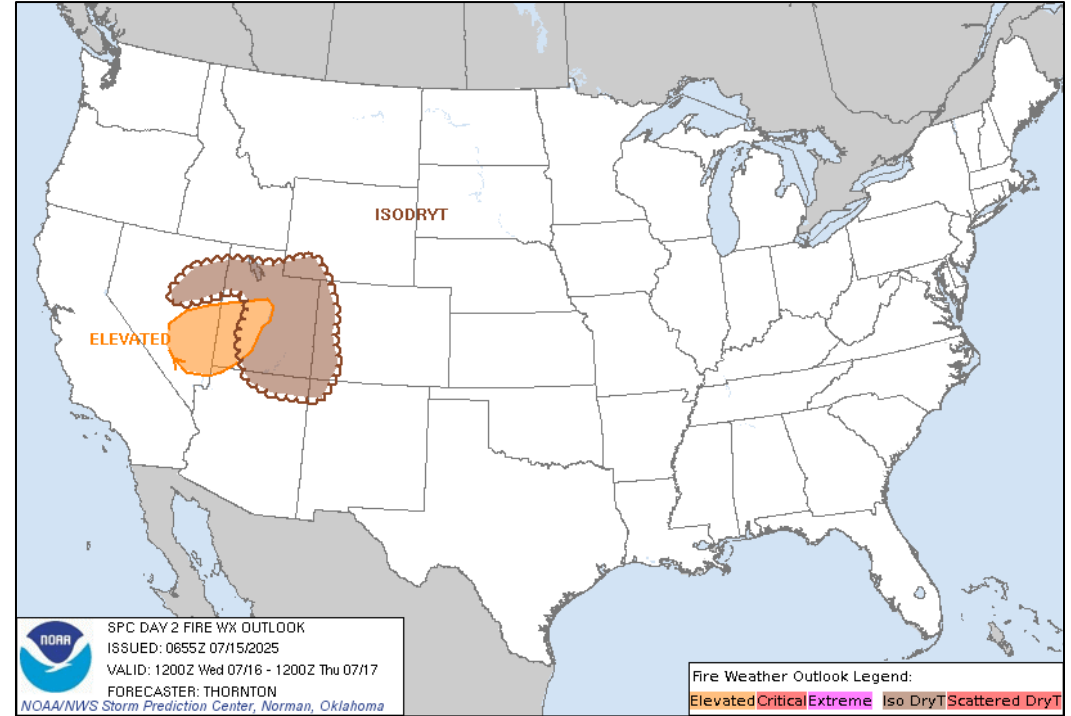 ISODRYT
ELEVATED
NOAA
SPC DAY 2 FIRE WX OUTLOOK
ISSUED: 0655Z 07/15/2025
VALID: 1200Z Wed 07/16 - 1200Z Thu 07/17
FORECASTER: THORNTON
NOAA/NWS Storm Prediction Center, Norman, Oklahoma
Fire Weather Outlook Legend:
Elevated Critical Extreme Iso DryT Scattered DryT